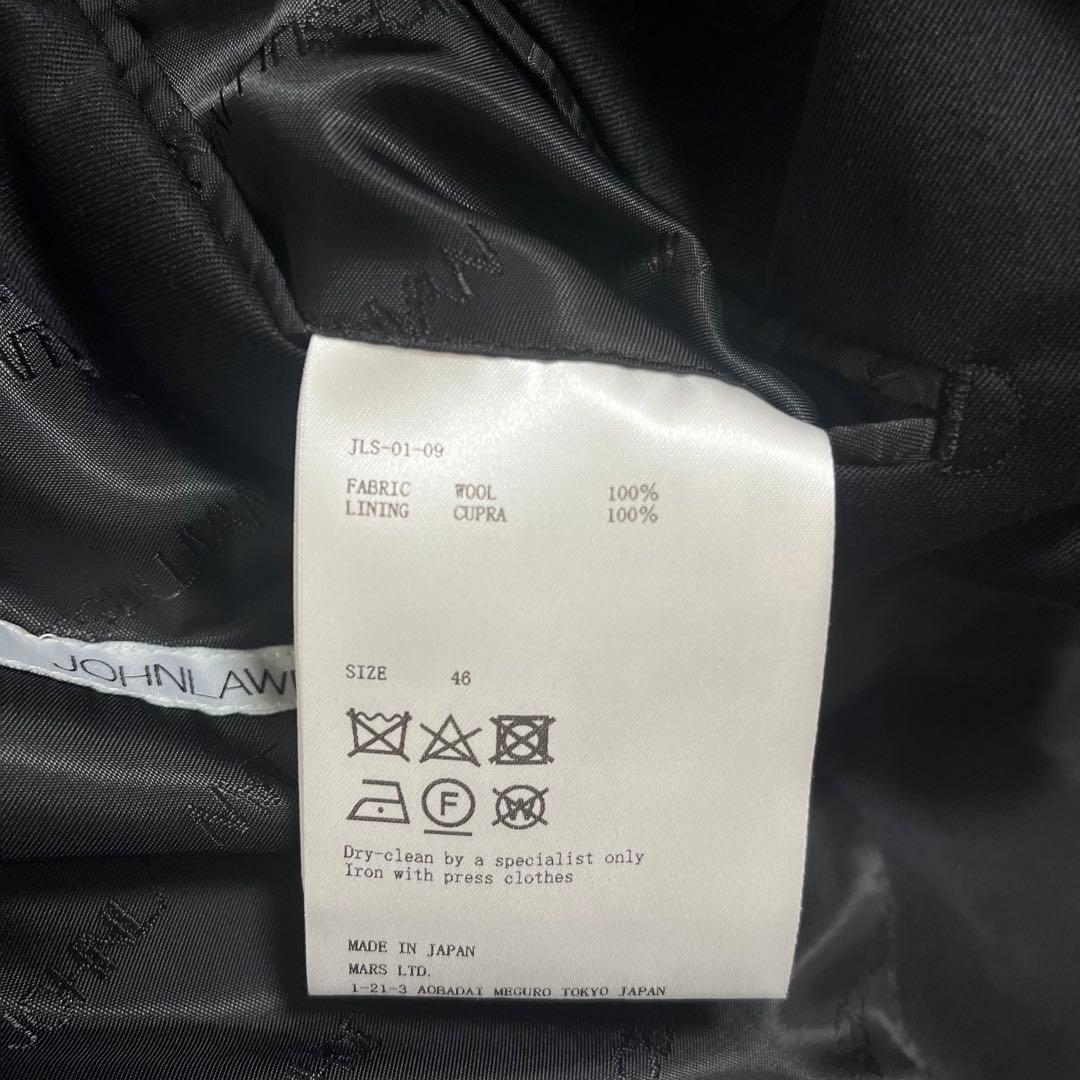 JLS-01-09
FABRIC WOOL 100%
LINING CUPRA 100%
JOHNLAW
SIZE 46
F
W
Dry-clean by a specialist only
Iron with press clothes
MADE IN JAPAN
MARS LTD.
1-21-3 AOBADAI MEGURO TOKYO JAPAN